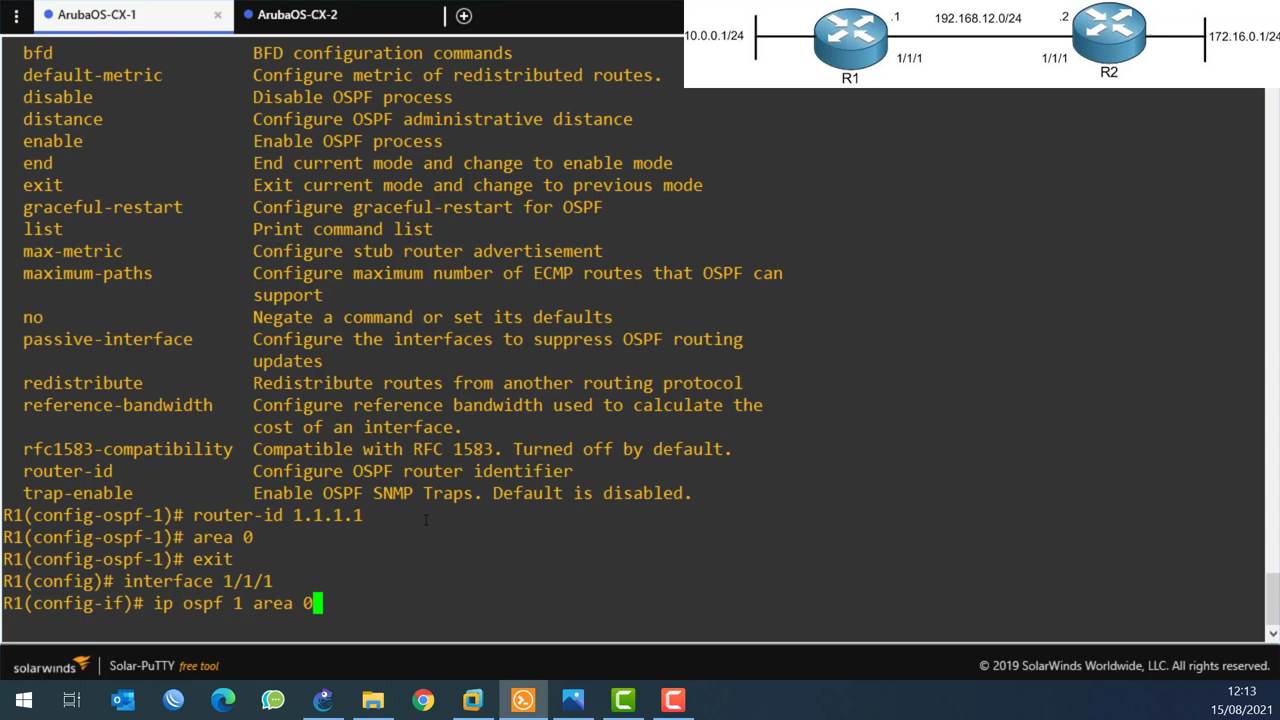 ArubaOS-CX-1 × ArubaOS-CX-2
bfd BFD configuration commands
default-metric Configure metric of redistributed routes.
disable Disable OSPF process
distance Configure OSPF administrative distance
enable Enable OSPF process
end End current mode and change to enable mode
exit Exit current mode and change to previous mode
graceful-restart Configure graceful-restart for OSPF
list Print command list
max-metric Configure stub router advertisement
maximum-paths Configure maximum number of ECMP routes that OSPF can
support
no Negate a command or set its defaults
passive-interface Configure the interfaces to suppress OSPF routing
updates
redistribute Redistribute routes from another routing protocol
reference-bandwidth Configure reference bandwidth used to calculate the
cost of an interface.
rfc1583-compatibility Compatible with RFC 1583. Turned off by default.
router-id Configure OSPF router identifier
trap-enable Enable OSPF SNMP Traps. Default is disabled.
R1(config-ospf-1)# router-id 1.1.1.1
R1(config-ospf-1)# area 0
R1(config-ospf-1)# exit
R1(config)# interface 1/1/1
R1(config-if)# ip ospf 1 area 0
.1 192.168.12.0/24 .2
10.0.0.1/24 172.16.0.1/24
1/1/1 1/1/1
R1 R2
solarwinds Solar-PuTTY free tool © 2019 SolarWinds Worldwide, LLC. All rights reserved.
12:13
15/08/2021